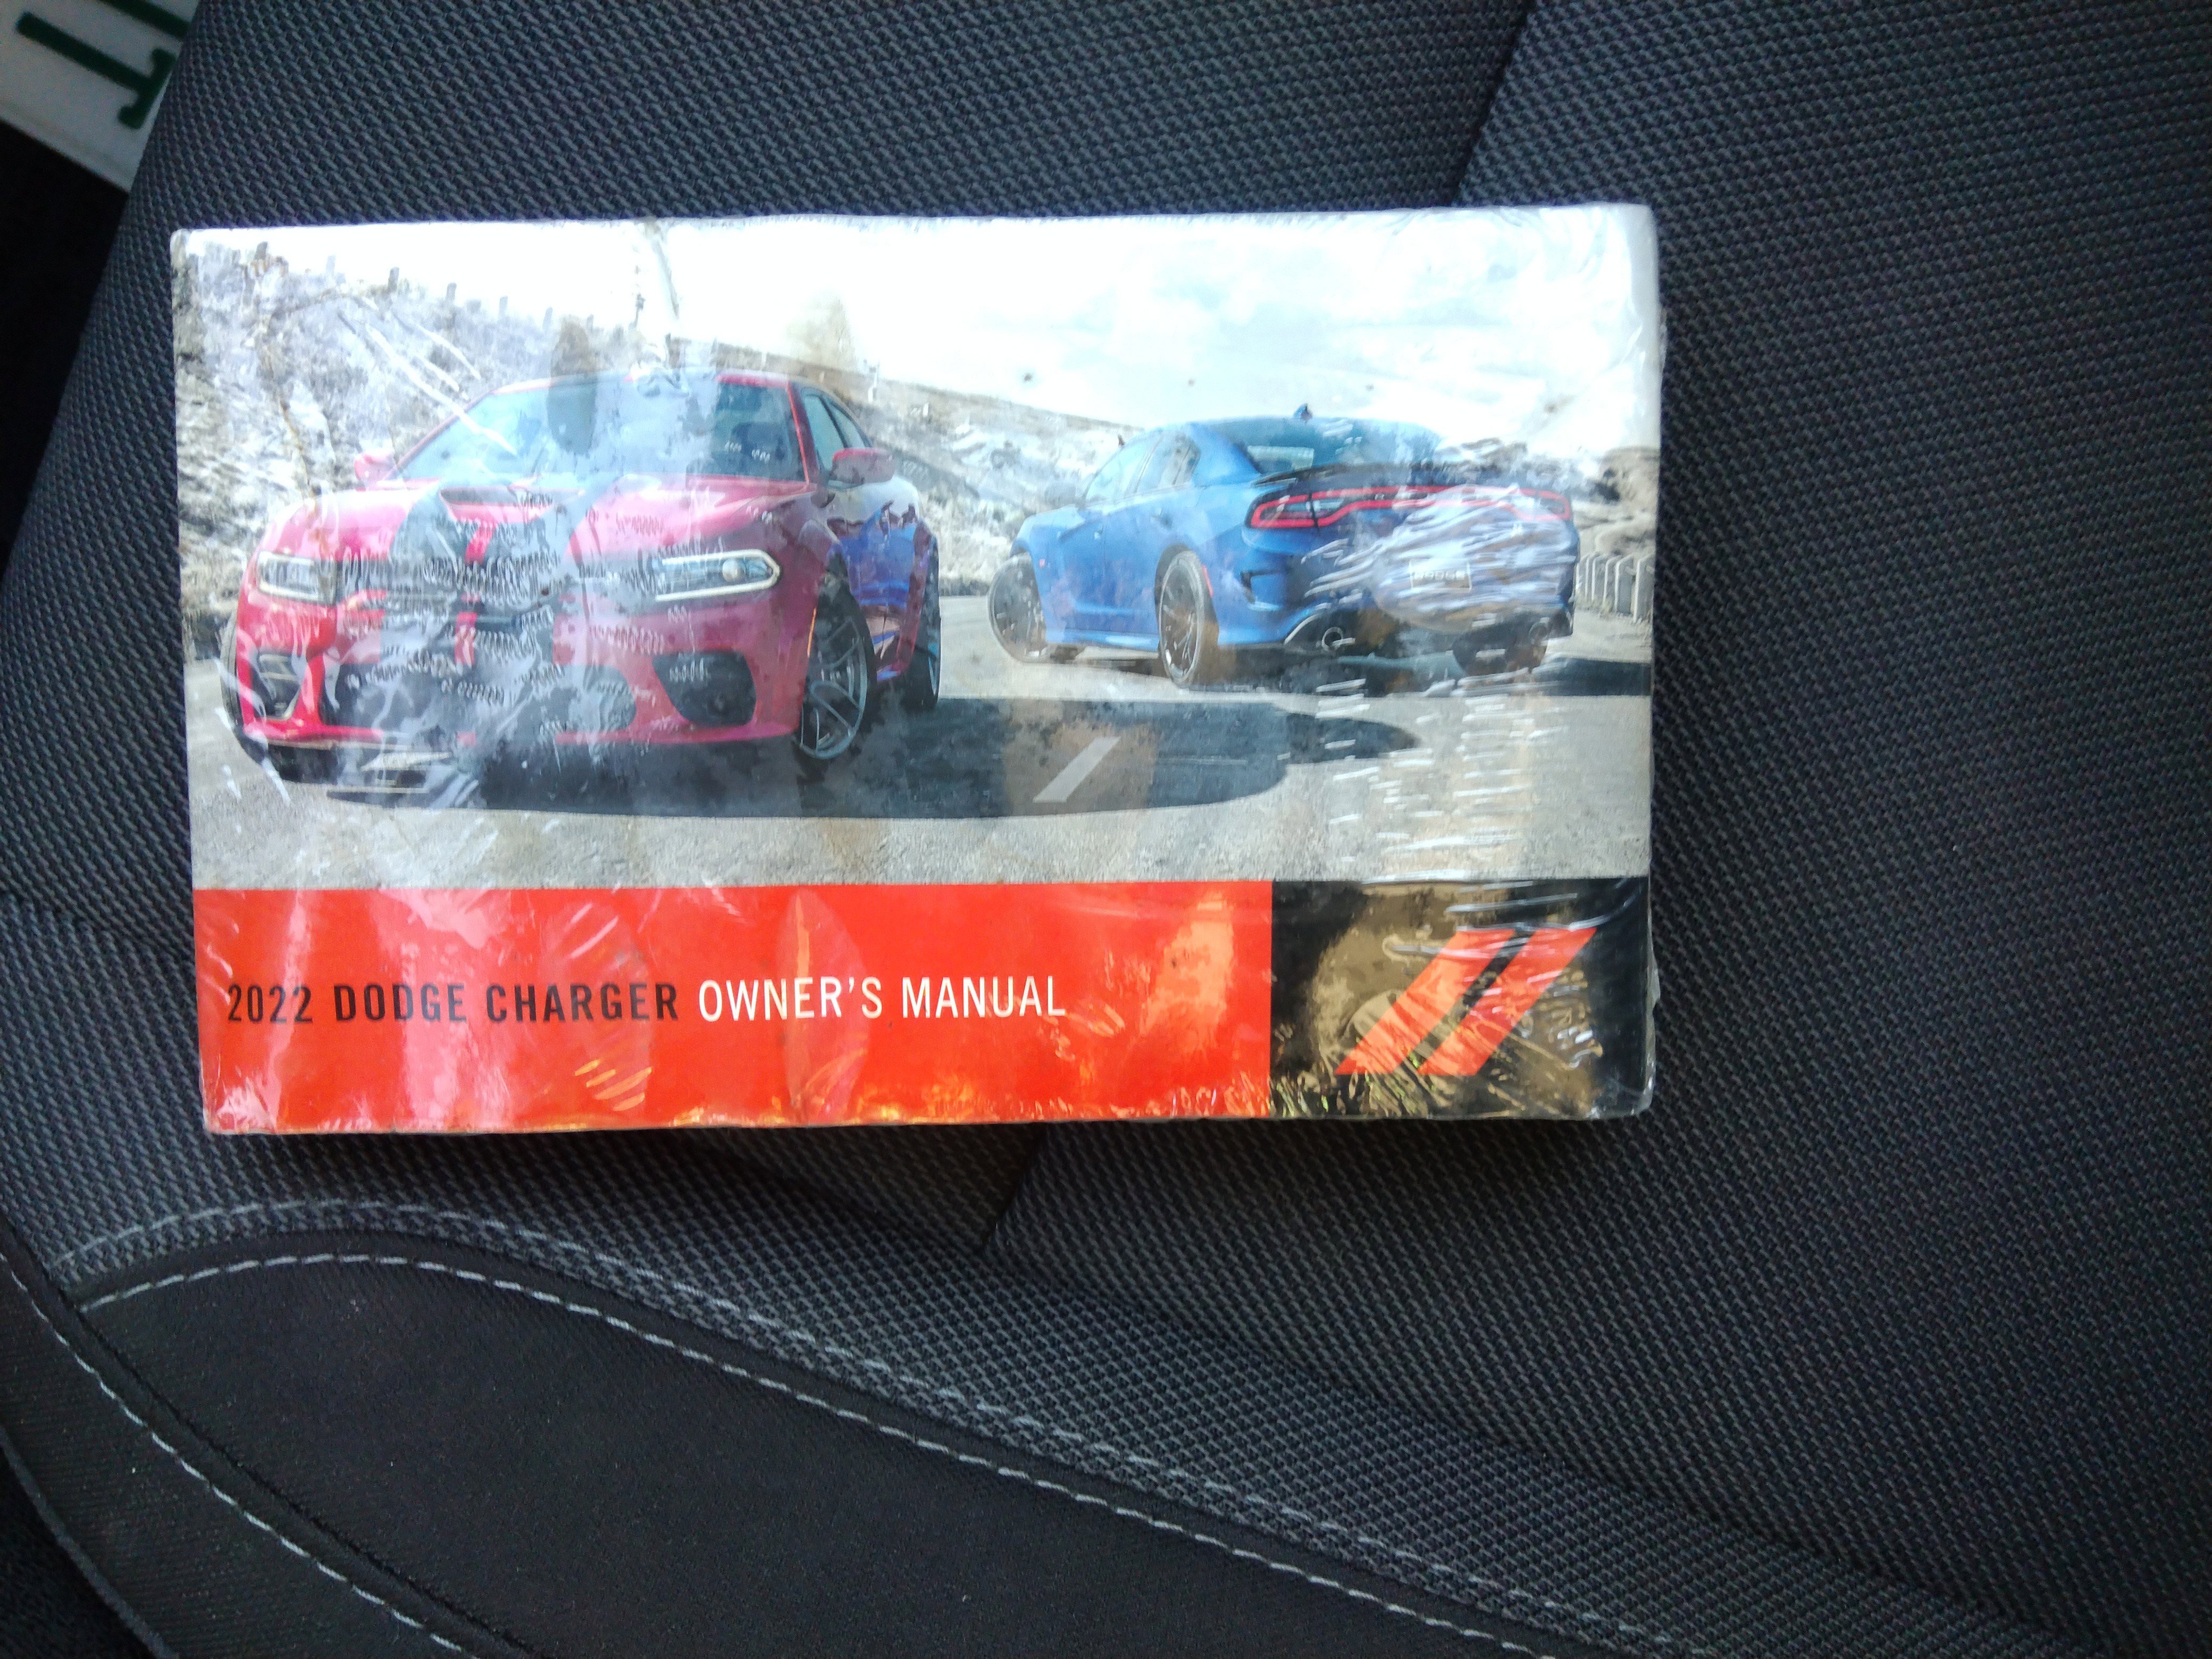 2022 DODGE CHARGER OWNER'S MANUAL